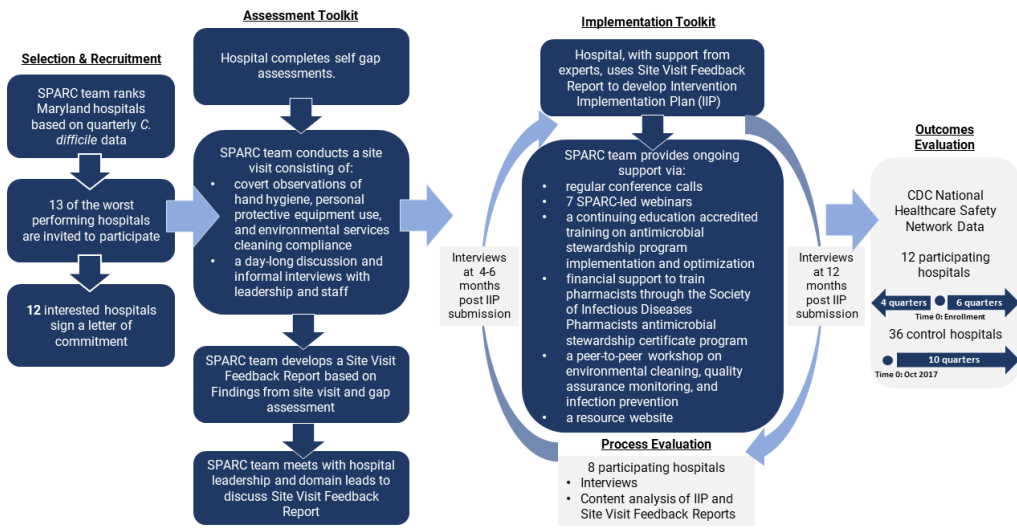 Selection & Recruitment
SPARC team ranks
Maryland hospitals
based on quarterly C.
difficile data
13 of the worst
performing hospitals
are invited to participate
12 interested hospitals
sign a letter of
commitment
Assessment Toolkit
Hospital completes self gap
assessments.
SPARC team conducts a site
visit consisting of:
• covert observations of
hand hygiene, personal
protective equipment use,
and environmental services
cleaning compliance
• a day-long discussion and
informal interviews with
leadership and staff
SPARC team develops a Site Visit
Feedback Report based on
Findings from site visit and gap
assessment
SPARC team meets with hospital
leadership and domain leads to
discuss Site Visit Feedback
Report
Implementation Toolkit
Hospital, with support from
experts, uses Site Visit Feedback
Report to develop Intervention
Implementation Plan (IIP)
SPARC team provides ongoing
support via:
• regular conference calls
• 7 SPARC-led webinars
• a continuing education accredited
training on antimicrobial
stewardship program
implementation and optimization
• financial support to train
pharmacists through the Society
of Infectious Diseases
Pharmacists antimicrobial
stewardship certificate program
• a peer-to-peer workshop on
environmental cleaning, quality
assurance monitoring, and
infection prevention
• a resource website
Interviews
at 4-6
months
post IIP
submission
Interviews
at 12
months
post IIP
submission
Process Evaluation
8 participating hospitals
• Interviews
• Content analysis of IIP and
Site Visit Feedback Reports
Outcomes
Evaluation
CDC National
Healthcare Safety
Network Data
12 participating
hospitals
4 quarters
6 quarters
Time 0: Enrollment
36 control hospitals
10 quarters
Time 0: Oct 2017